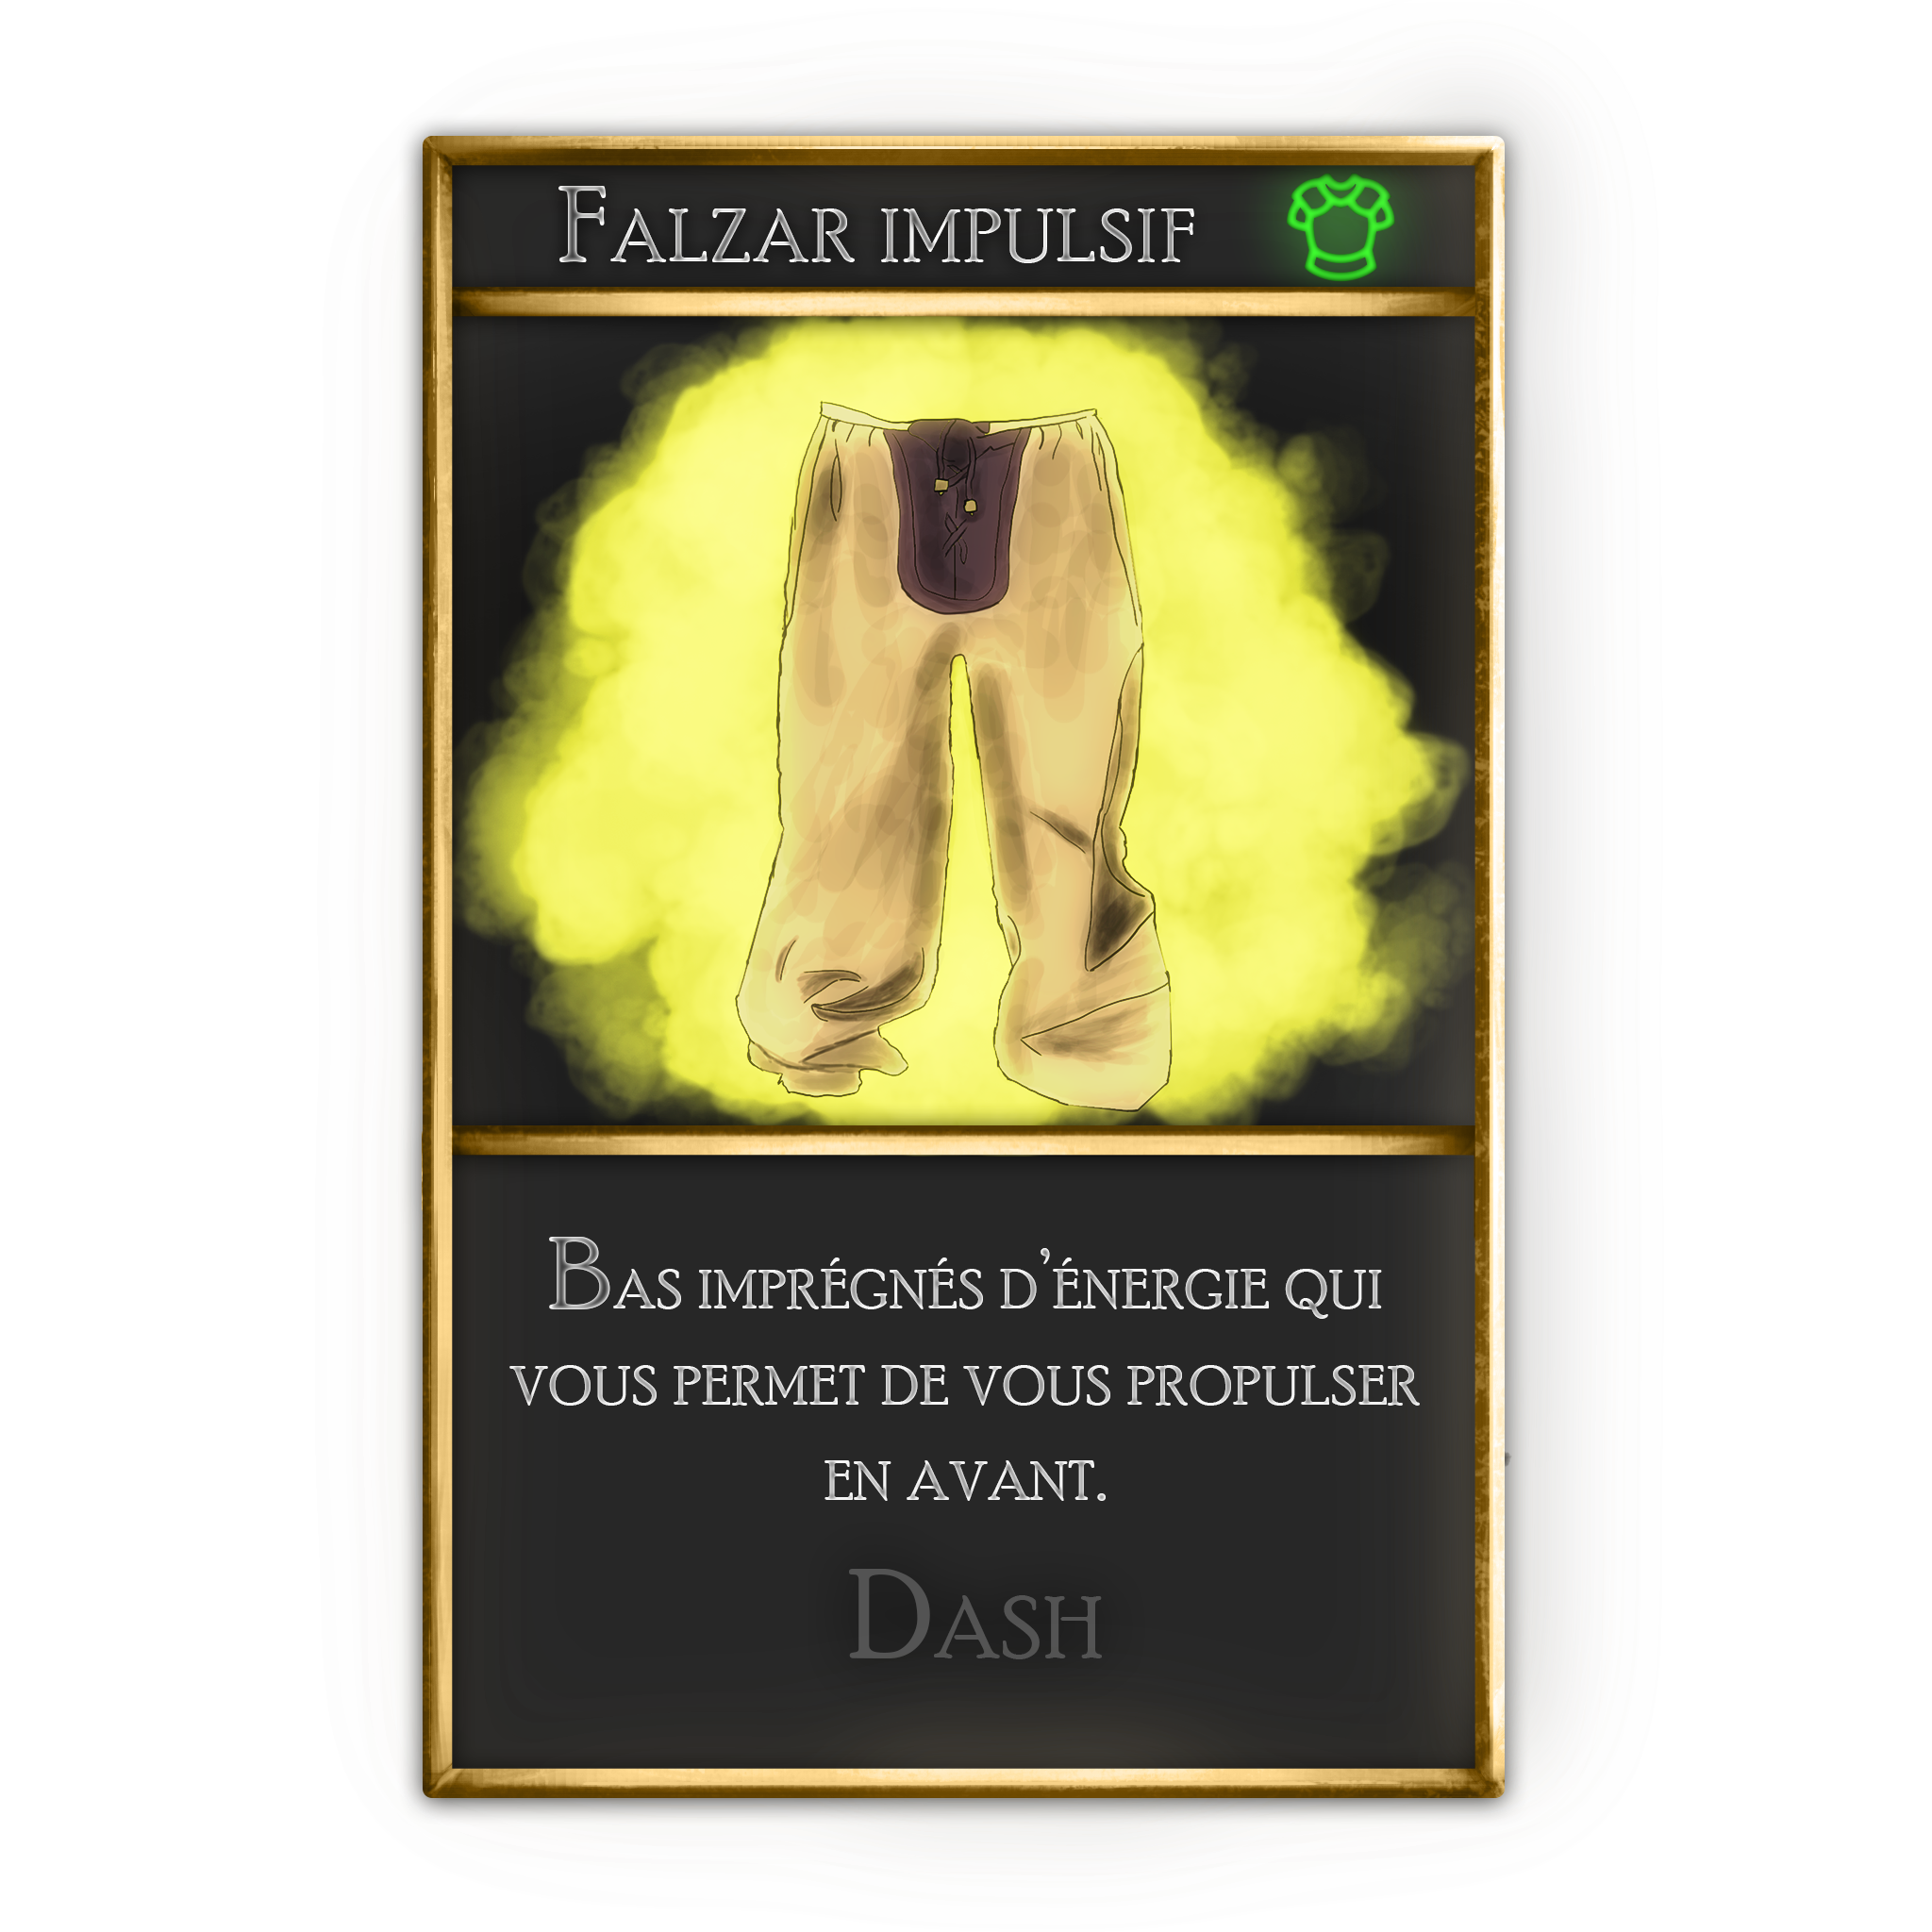 Falzar impulsif
Bas imprégnés d'énergie qui
vous permet de vous propulser
en avant.
Dash